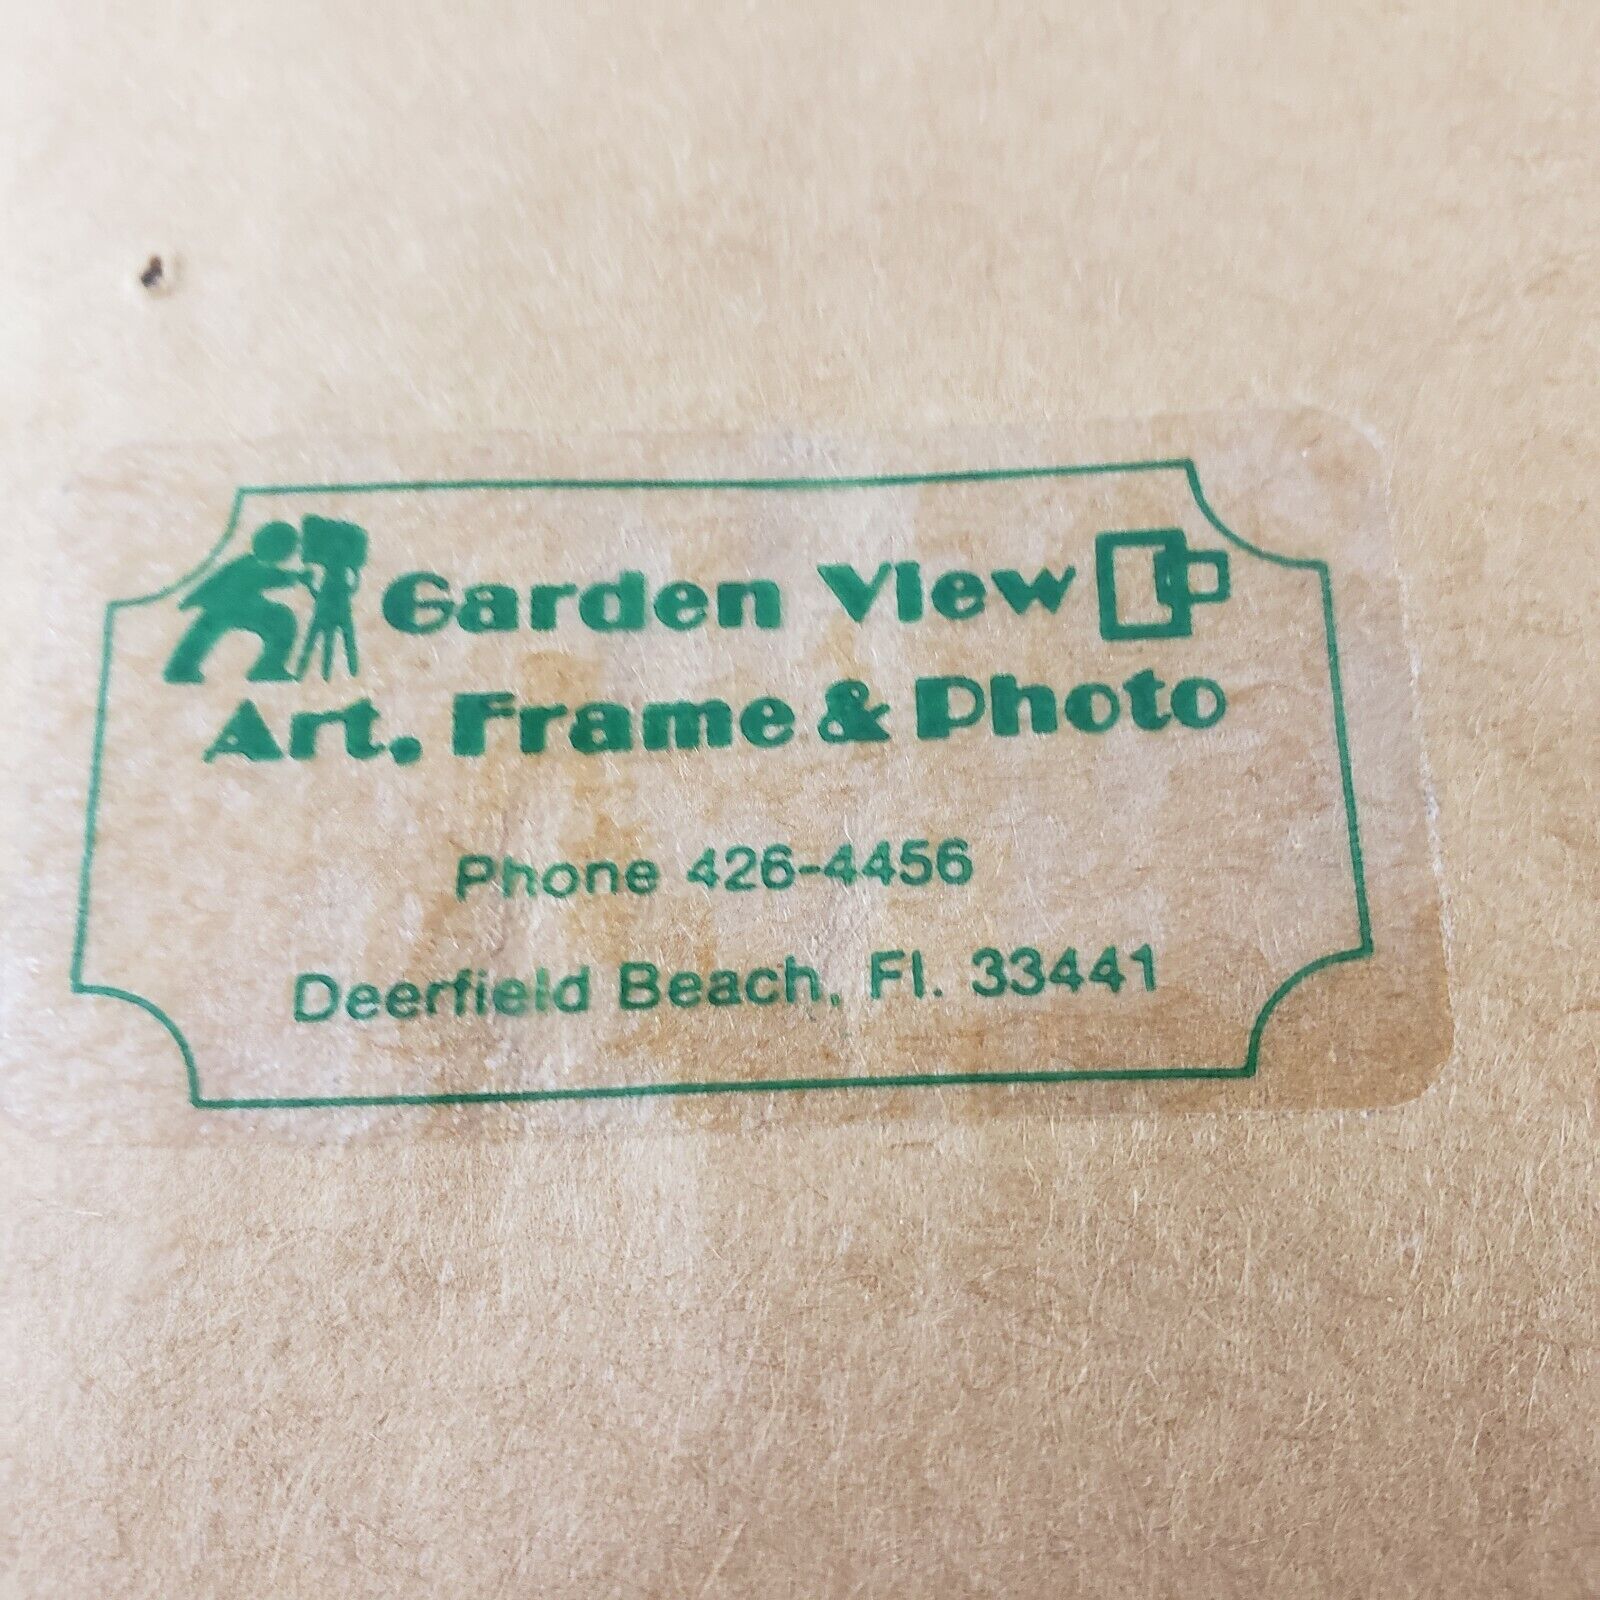 Garden View
Art, Frame & Photo
Phone 426-4456
Deerfield Beach, Fl. 33441